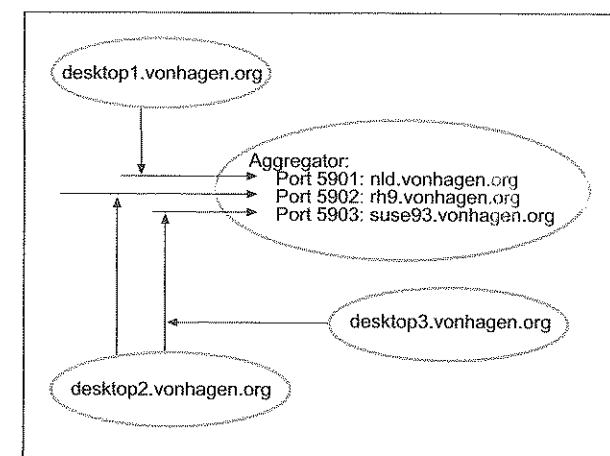 desktop1.vonhagen.org
Aggregator:
Port 5901: nld.vonhagen.org
Port 5902: rh9.vonhagen.org
Port 5903: suse93.vonhagen.org
desktop3.vonhagen.org
desktop2.vonhagen.org